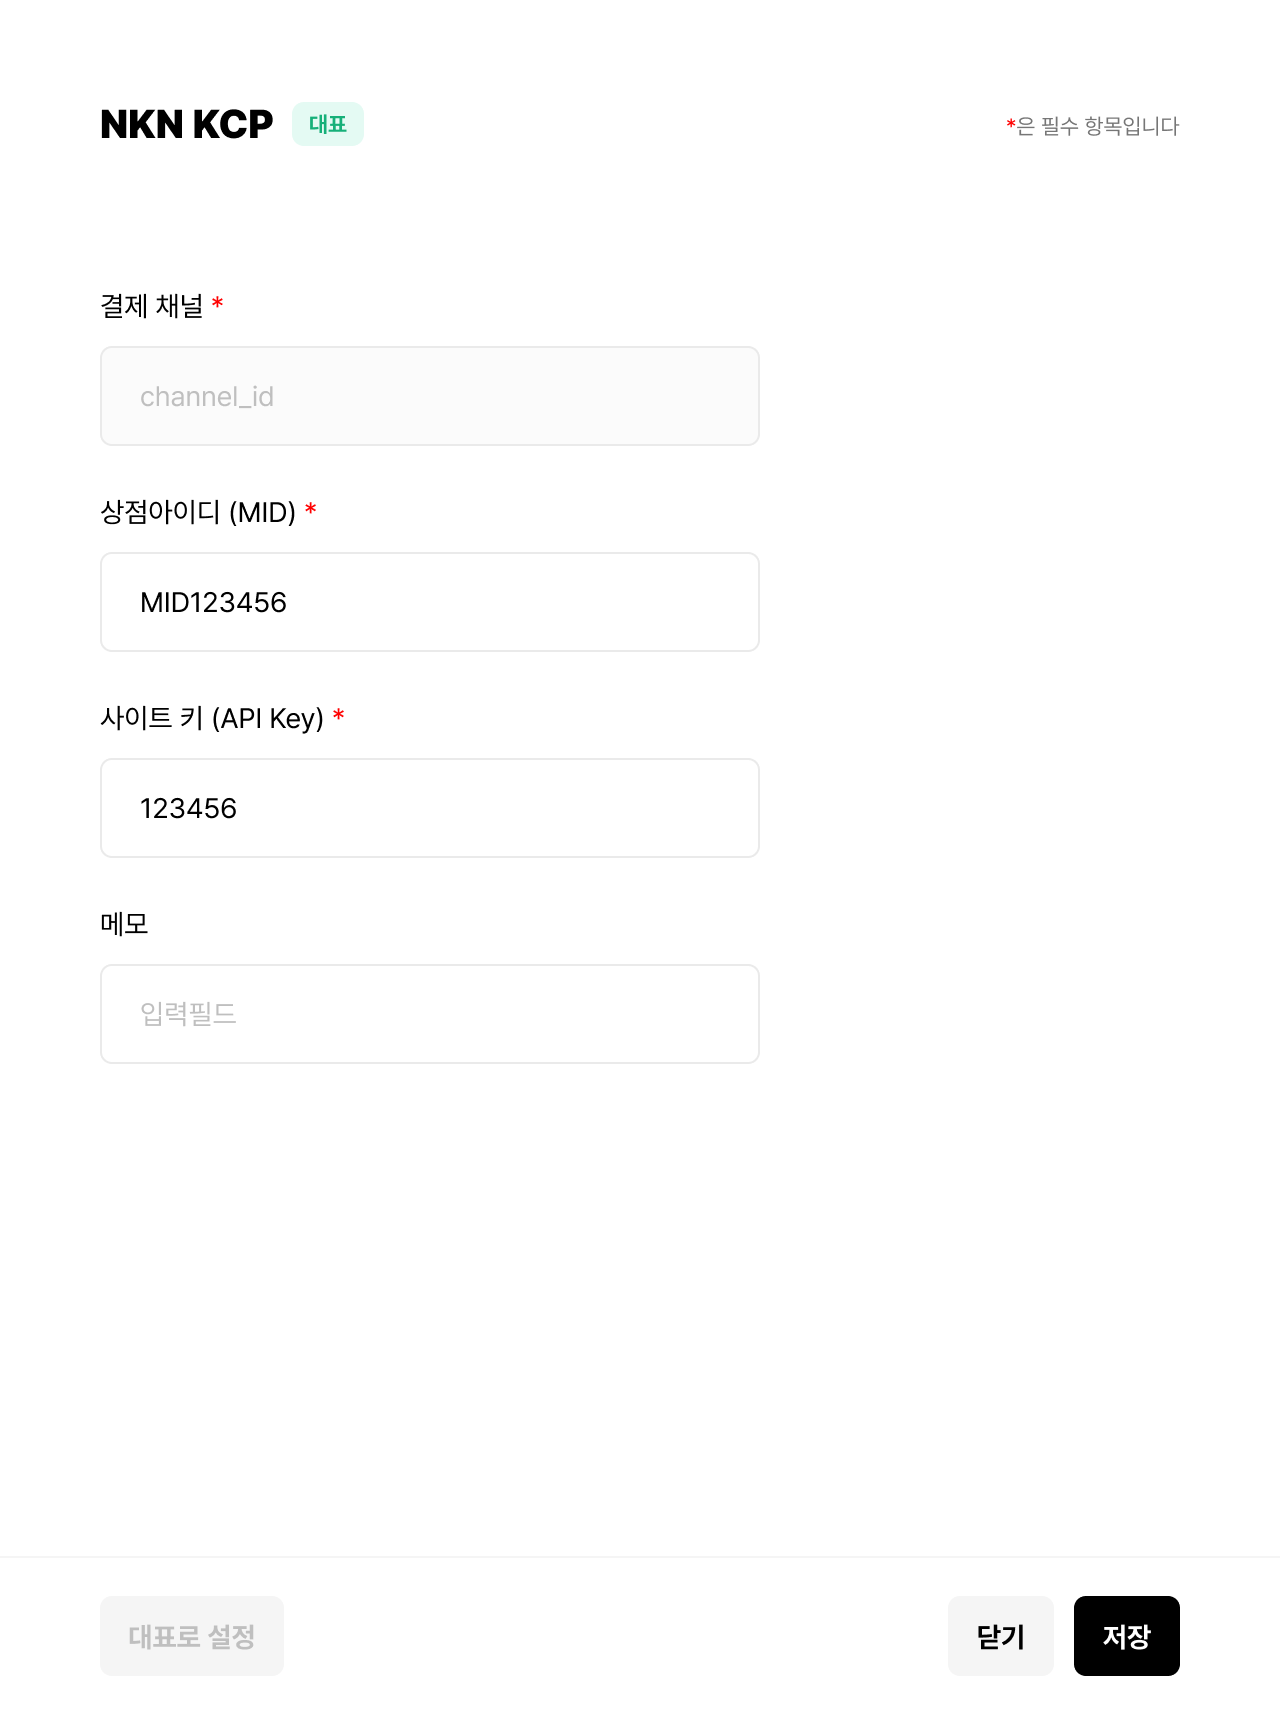 NKN KCP 대표
*은 필수 항목입니다
결제 채널 *
channel_id
상점아이디 (MID) *
MID123456
사이트 키 (API Key) *
123456
메모
입력필드
대표로 설정 닫기 저장